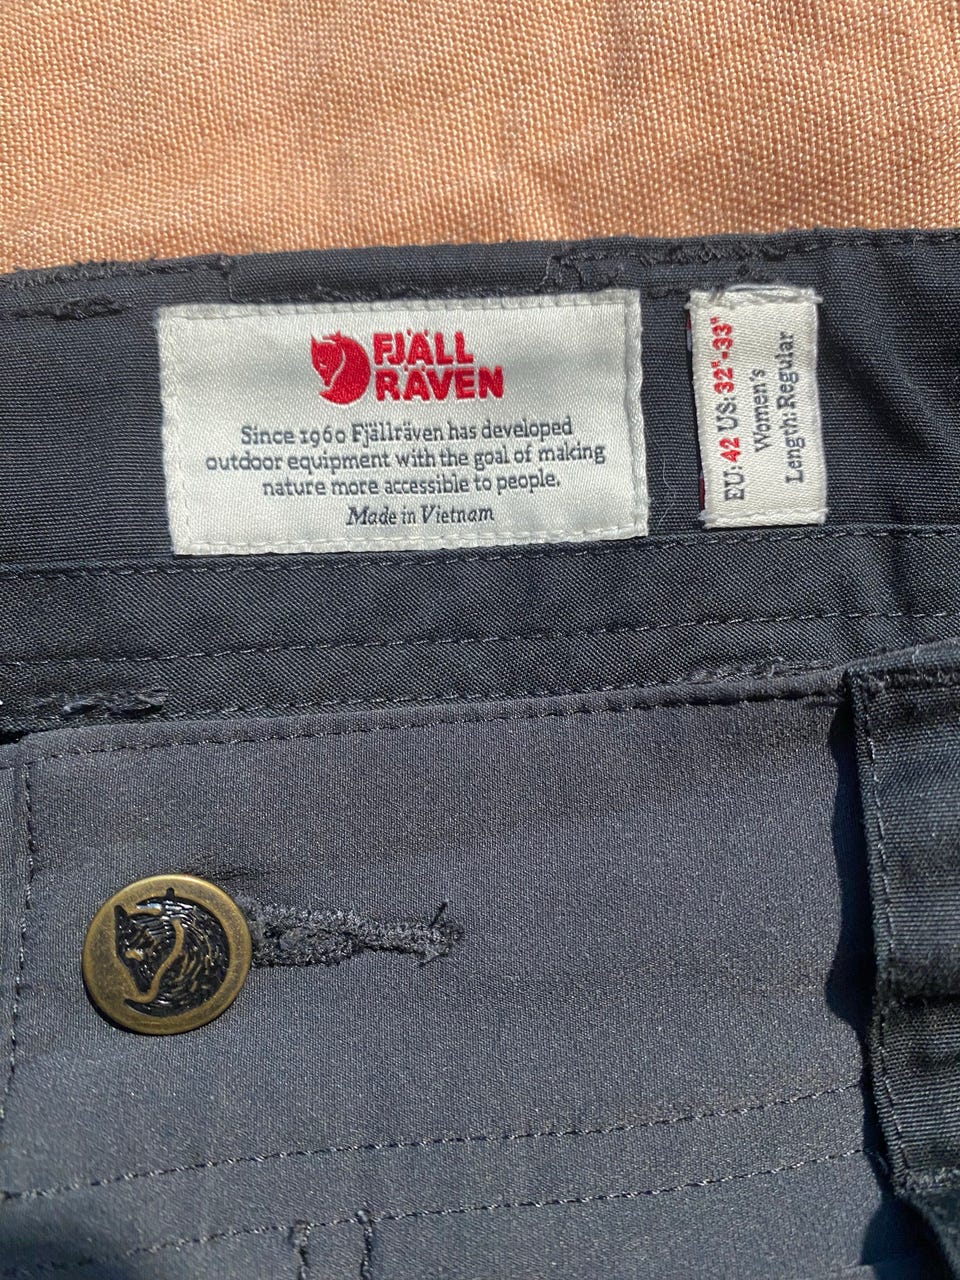 FJÄLL
RÄVEN
Since 1960 Fjällräven has developed
outdoor equipment with the goal of making
nature more accessible to people.
Made in Vietnam
EU: 42 US: 32"-33"
Women's
Length: Regular